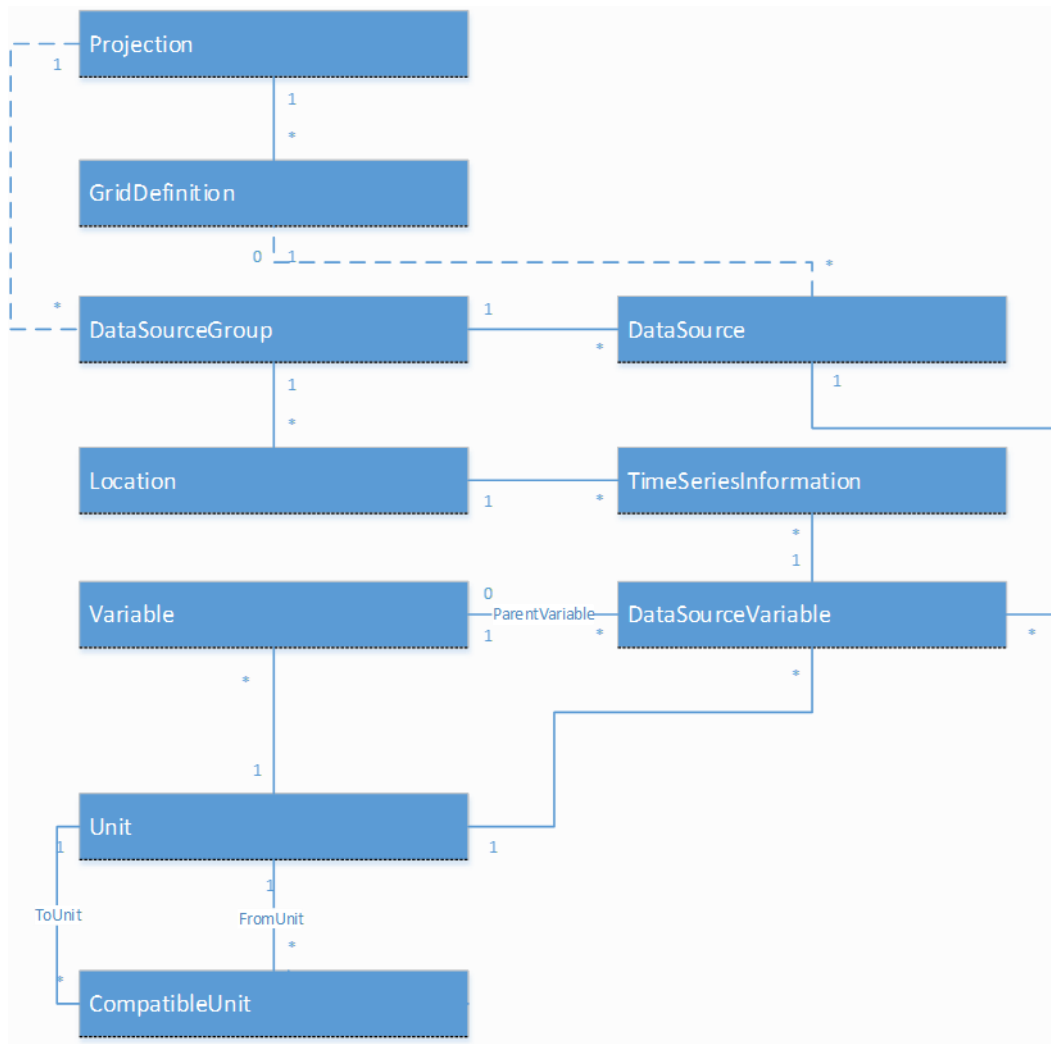 Projection
1
1
*
GridDefinition
0
1
*
*
DataSourceGroup
1
*
DataSource
1
*
1
Location
1
*
TimeSeriesInformation
*
1
Variable
0
1
ParentVariable
*
DataSourceVariable
*
*
*
1
Unit
1
1
1
ToUnit
FromUnit
*
*
CompatibleUnit